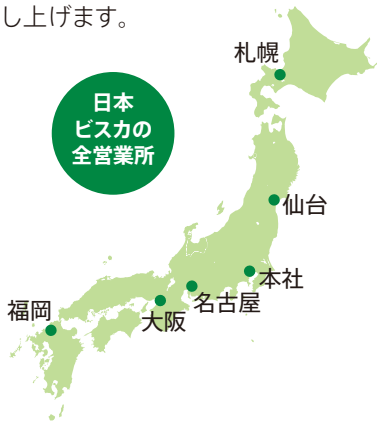 し上げます。
日本
ビスカの
全営業所
札幌
仙台
本社
名古屋
大阪
福岡